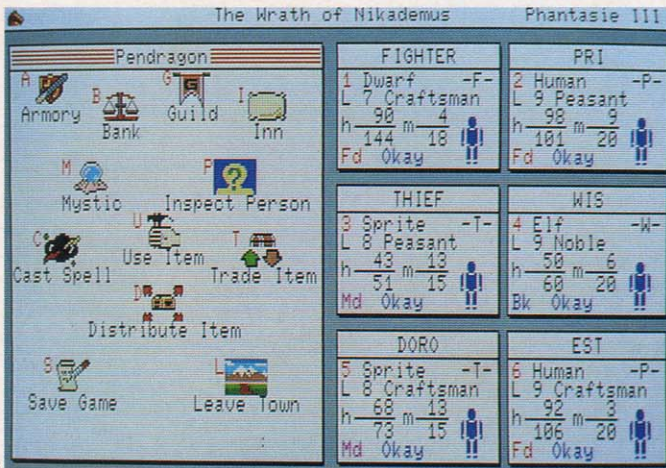 The Wrath of Nikademus Phantasie III
Pendragon
A Armory
B Bank
G Guild
I Inn
M Mystic
P Inspect Person
C Cast Spell
U Use Item
T Trade Item
D Distribute Item
S Save Game
L Leave Town
:
FIGHTER
1 Dwarf -F-
L 7 Craftsman
h 90 m 4
144 18
Fd Okay
PRI
2 Human -P-
L 9 Peasant
h 98 m 9
101 20
Fd Okay
THIEF
3 Sprite -T-
L 8 Peasant
h 43 m 13
51 15
Md Okay
WIS
4 Elf -W-
L 9 Noble
h 50 m 6
60 20
Bk Okay
DORO
5 Sprite -T-
L 8 Craftsman
h 68 m 13
73 15
Md Okay
EST
6 Human -P-
L 9 Craftsman
h 92 m 3
106 20
Fd Okay